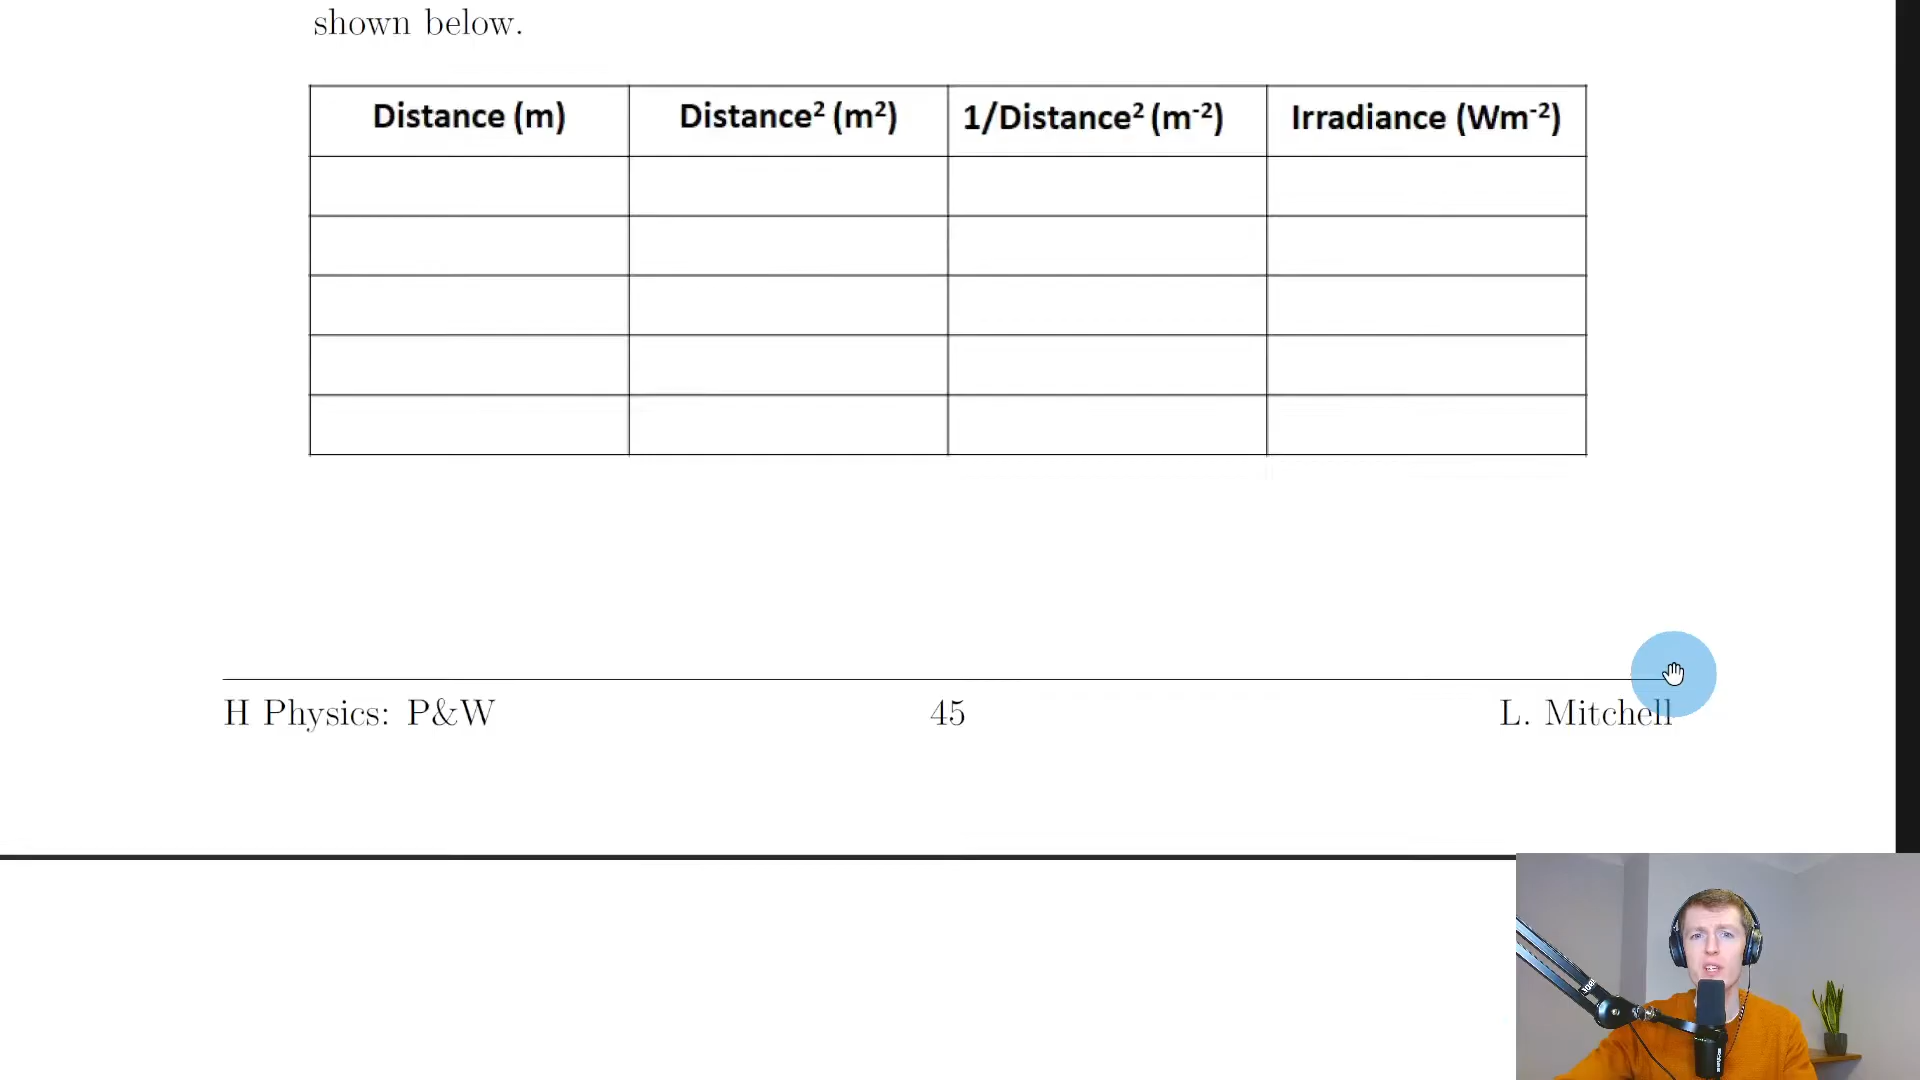 shown below.
Distance (m) Distance² (m²) 1/Distance² (m⁻²) Irradiance (Wm⁻²)
H Physics: P&W 45 L. Mitchell